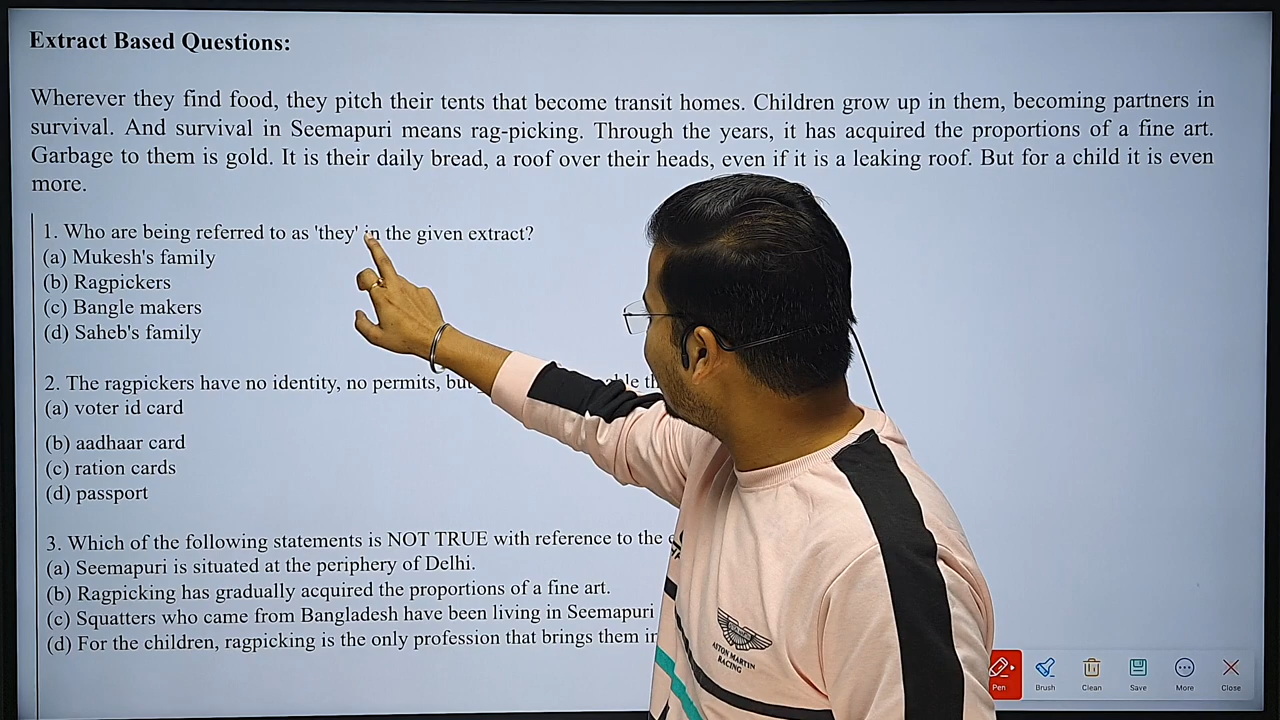 Extract Based Questions:
Wherever they find food, they pitch their tents that become transit homes. Children grow up in them, becoming partners in
survival. And survival in Seemapuri means rag-picking. Through the years, it has acquired the proportions of a fine art.
Garbage to them is gold. It is their daily bread, a roof over their heads, even if it is a leaking roof. But for a child it is even
more.
1. Who are being referred to as 'they' in the given extract?
(a) Mukesh's family
(b) Ragpickers
(c) Bangle makers
(d) Saheb's family
2. The ragpickers have no identity, no permits,
(a) voter id card
(b) aadhaar card
(c) ration cards
(d) passport
3. Which of the following statements is NOT TRUE with reference to the
(a) Seemapuri is situated at the periphery of Delhi.
(b) Ragpicking has gradually acquired the proportions of a fine art.
(c) Squatters who came from Bangladesh have been living in Seemapuri
(d) For the children, ragpicking is the only profession that brings them
ASTON MARTIN
RACING
Pen Brush Clean Save More Close